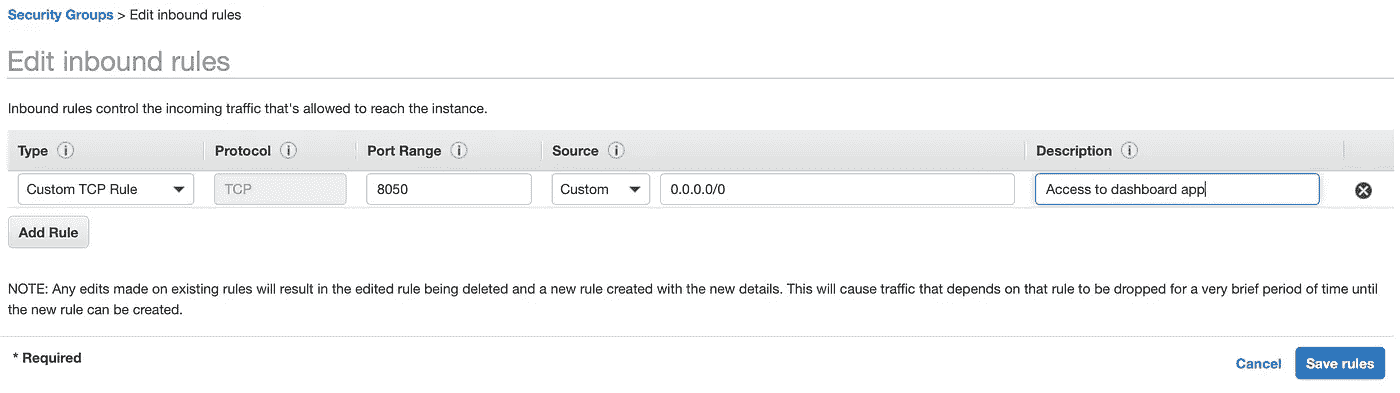 Security Groups > Edit inbound rules
Edit inbound rules
Inbound rules control the incoming traffic that's allowed to reach the instance.
Type i Protocol i Port Range i Source i Description i
Custom TCP Rule TCP 8050 Custom 0.0.0.0/0 Access to dashboard app
Add Rule
NOTE: Any edits made on existing rules will result in the edited rule being deleted and a new rule created with the new details. This will cause traffic that depends on that rule to be dropped for a very brief period of time until
the new rule can be created.
* Required
Cancel Save rules